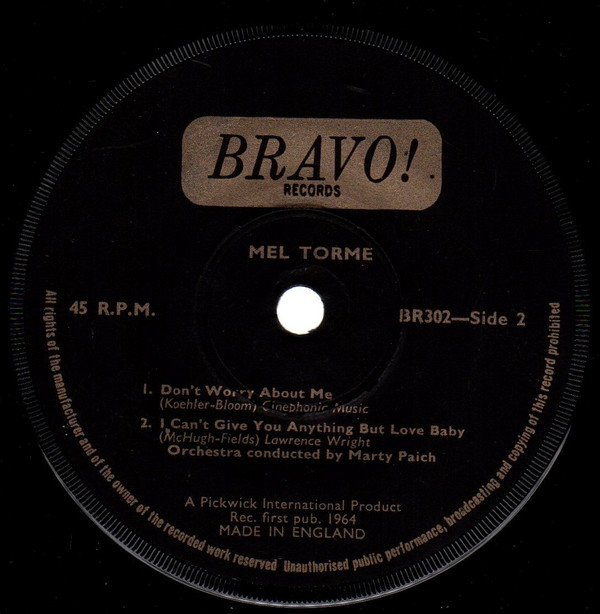 BRAVO!
RECORDS
MEL TORME
45 R.P.M.
BR302—Side 2
1. Don't Worry About Me
(Koehler-Bloom) Cinephonic Music
2. I Can't Give You Anything But Love Baby
(McHugh-Fields) Lawrence Wright
Orchestra conducted by Marty Paich
A Pickwick International Product
Rec. first pub. 1964
MADE IN ENGLAND
All rights of the manufacturer and of the owner of the recorded work reserved Unauthorised public performance, broadcasting and copying of this record prohibited